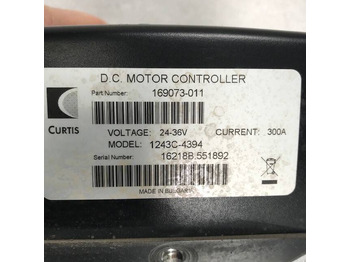 D.C. MOTOR CONTROLLER
Part Number: 169073-011
CURTIS
VOLTAGE: 24-36V CURRENT: 300A
MODEL: 1243C-4394
Serial Number: 16218B.551892
MADE IN BULGARIA